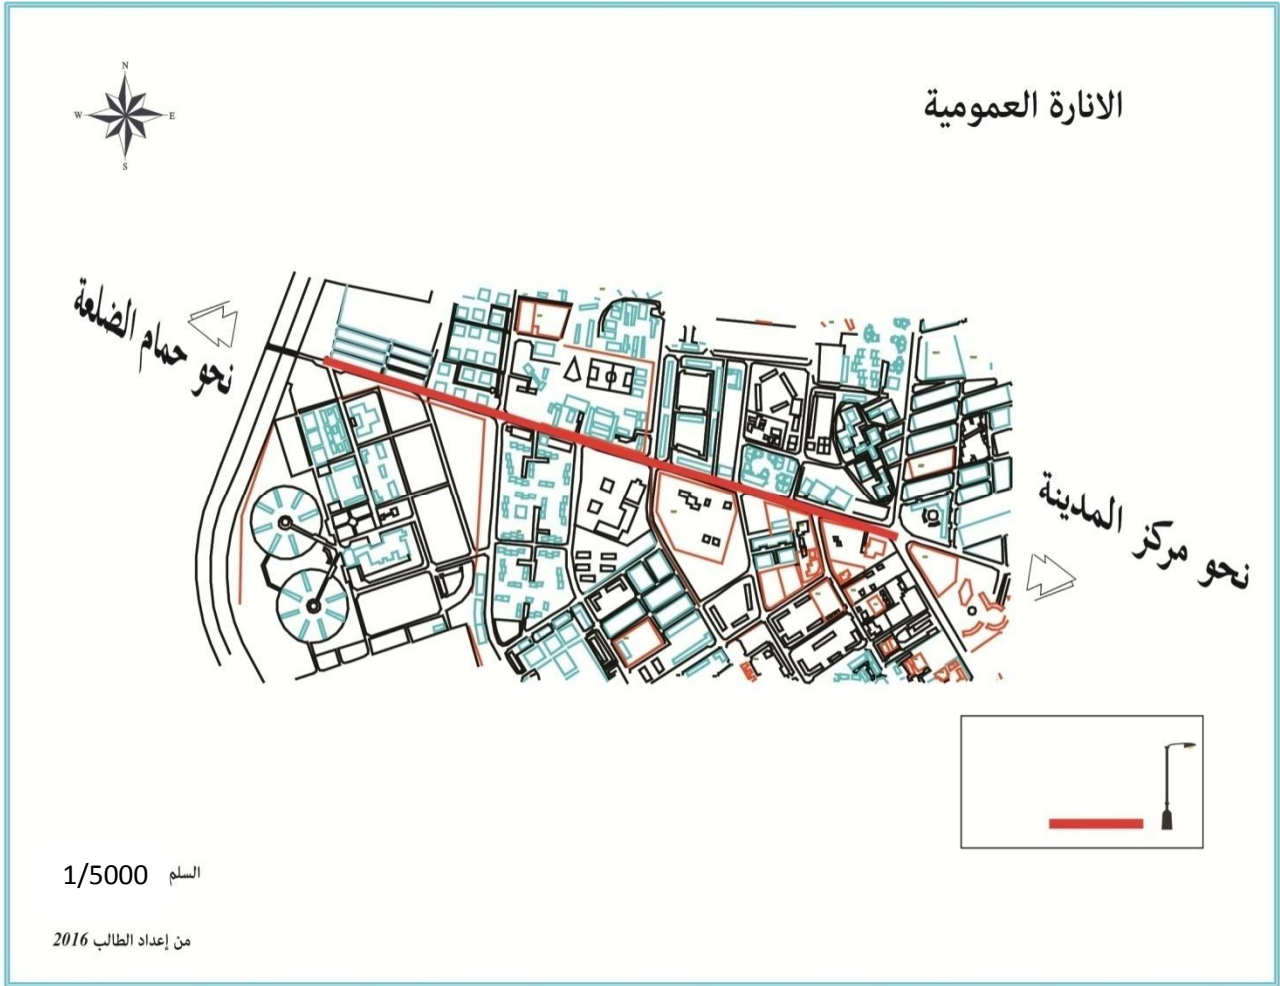 N
W
E
S
الانارة العمومية
نحو حمام الضلعة
نحو مركز المدينة
السلم 1/5000
من إعداد الطالب 2016